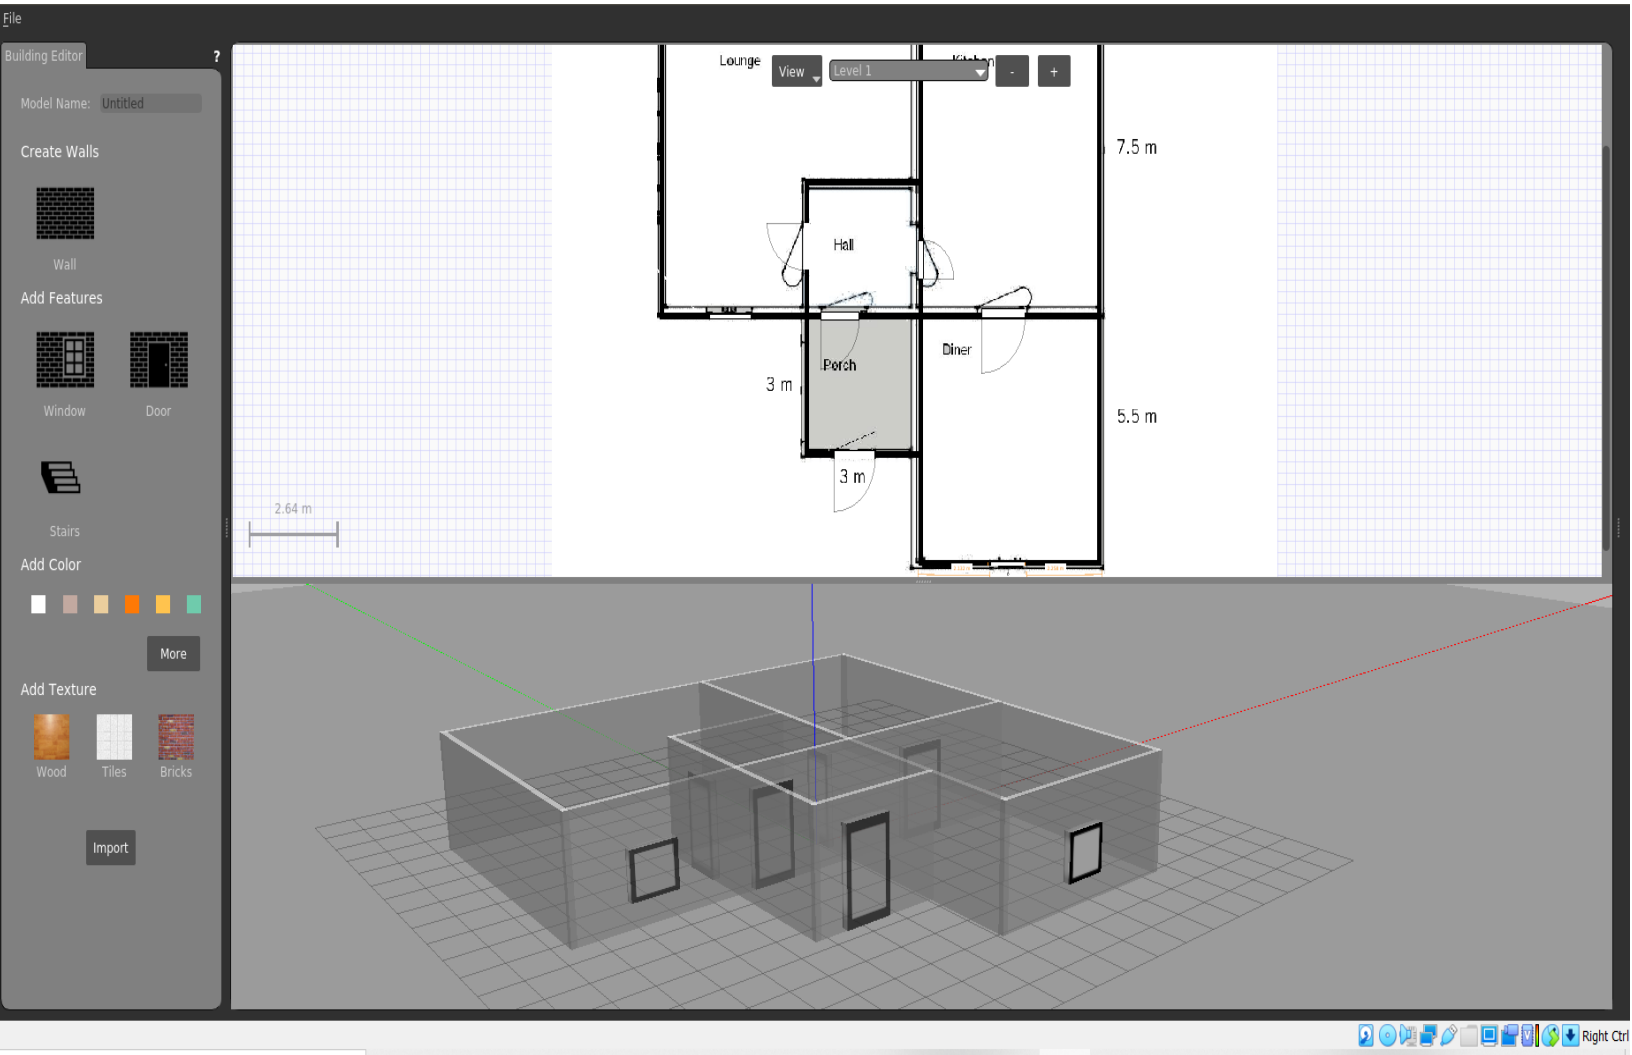 File
Building Editor
?
Model Name: Untitled
Create Walls
Wall
Add Features
Window Door
Stairs
Add Color
More
Add Texture
Wood Tiles Bricks
Import
Lounge
View
Level 1
Kitchen
-
+
7.5 m
Hall
Diner
Porch
3 m
5.5 m
3 m
2.64 m
Right Ctrl